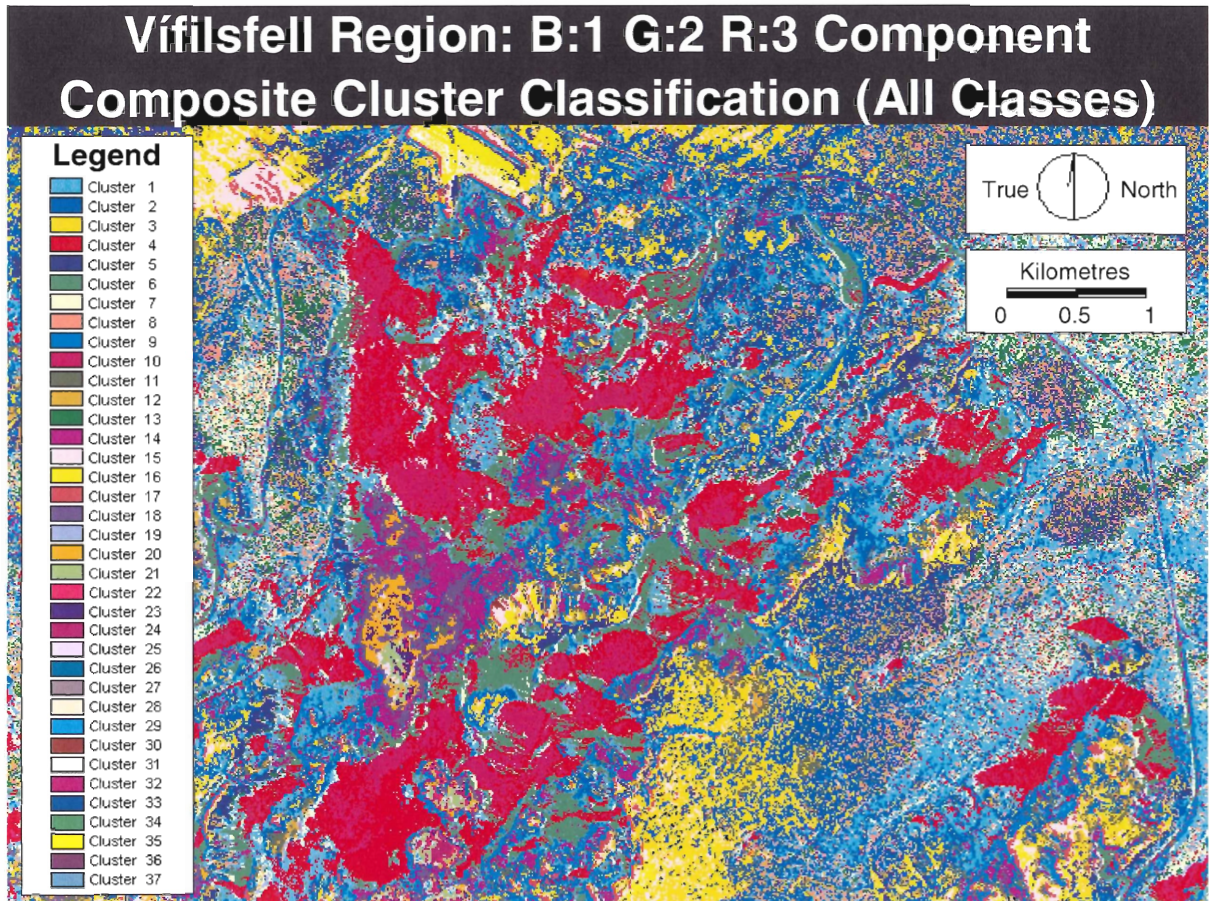 Vífilsfell Region: B:1 G:2 R:3 Component
Composite Cluster Classification (All Classes)
Legend
Cluster 1
Cluster 2
Cluster 3
Cluster 4
Cluster 5
Cluster 6
Cluster 7
Cluster 8
Cluster 9
Cluster 10
Cluster 11
Cluster 12
Cluster 13
Cluster 14
Cluster 15
Cluster 16
Cluster 17
Cluster 18
Cluster 19
Cluster 20
Cluster 21
Cluster 22
Cluster 23
Cluster 24
Cluster 25
Cluster 26
Cluster 27
Cluster 28
Cluster 29
Cluster 30
Cluster 31
Cluster 32
Cluster 33
Cluster 34
Cluster 35
Cluster 36
Cluster 37
True North
Kilometres
0 0.5 1